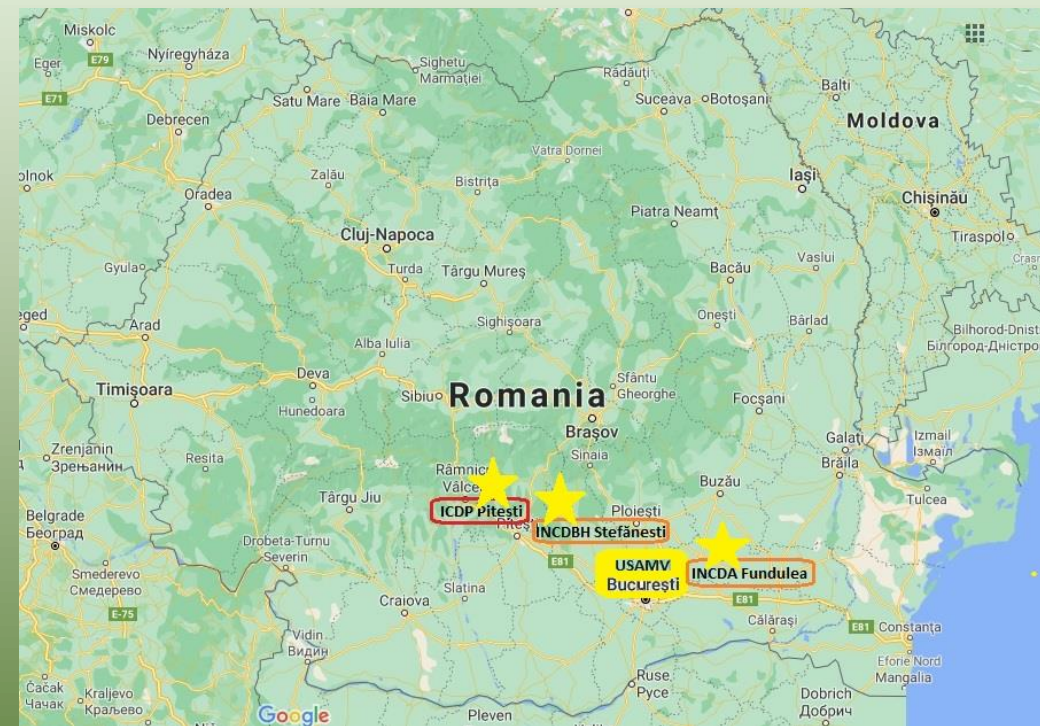 Miskolc
Eger
E79
Nyíregyháza
E71
Debrecen
Satu Mare
Baia Mare
Sighetu
Marmației
Rădăuți
Suceava
Botoșani
Balti
Moldova
Vatra Dornei
Iași
Chișinău
Tiraspol
olnok
Oradea
Zalău
Bistrița
Piatra Neamț
Cluj-Napoca
Gyula
Turda
Târgu Mureș
Bacău
Vaslui
Sighișoara
Onești
Bârlad
Bilhorod-Dnist
Білгород-Дністро
eged
Arad
Alba Iulia
Timișoara
Deva
Hunedoara
Sibiu
Romania
Sfântu
Gheorghe
Focșani
Brașov
Sinaia
Galați
Brăila
Izmail
Ізмаїл
Zrenjanin
Зрењанин
Resita
Târgu Jiu
ICDP Pitești
INCDBH Stefănesti
Ploiești
Buzău
Tulcea
Belgrade
Београд
Drobeta-Turnu
Severin
E81
USAMV
București
INCDA Fundulea
Smederevo
Смедерево
E-75
Craiova
Slatina
E81
Călărași
E81
Constanța
Vidin
Видин
Eforie Nord
Mangalia
Ruse
Русе
Čačak
Чачак
Kraljevo
Краљево
Google
Pleven
Dobrich
Добрич